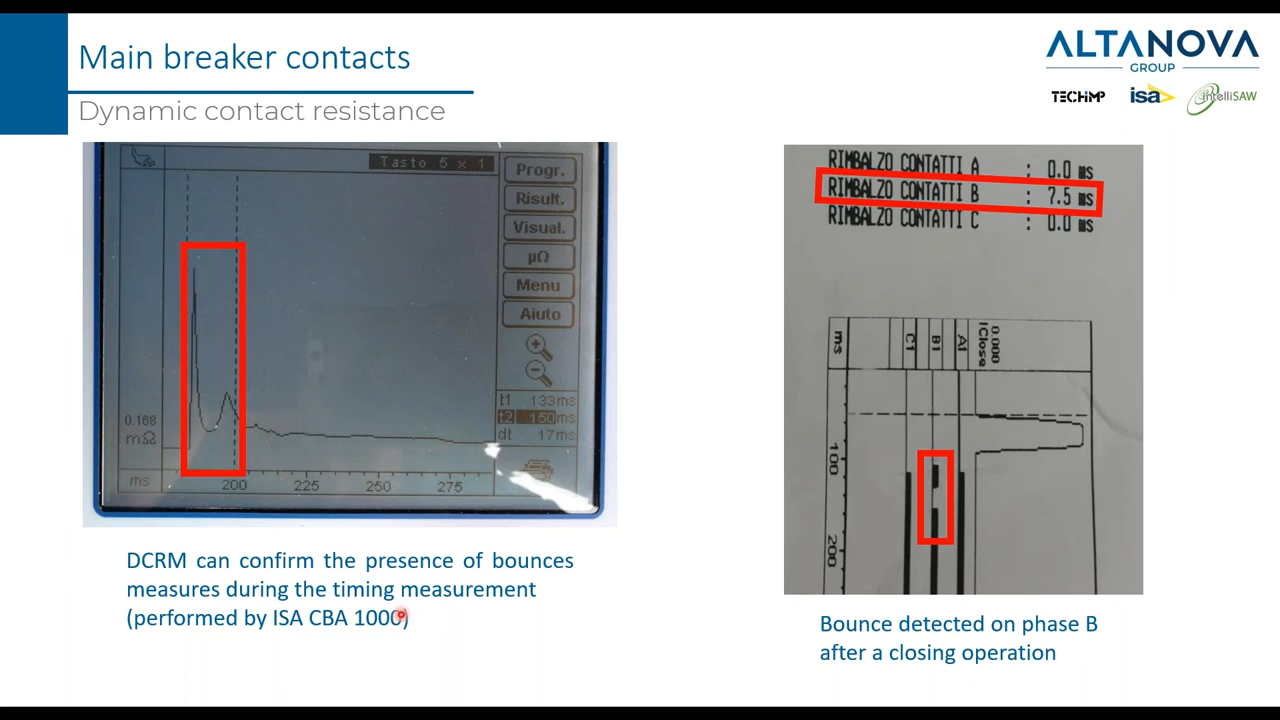 Main breaker contacts
Dynamic contact resistance
ALTANOVA
GROUP
TECHIMP
isa
intelliSAW
Tasto 5 x 1
Progr.
Risult.
Visual.
µΩ
Menu
Aiuto
t1 133ms
t2 150ms
dt 17ms
0.168
mΩ
ms
200
225
250
275
RIMBALZO CONTATTI A : 0.0 ms
RIMBALZO CONTATTI B : 7.5 ms
RIMBALZO CONTATTI C : 0.0 ms
ms
C1
B1
A1
0.000
IClose
100
200
DCRM can confirm the presence of bounces
measures during the timing measurement
(performed by ISA CBA 1000)
Bounce detected on phase B
after a closing operation